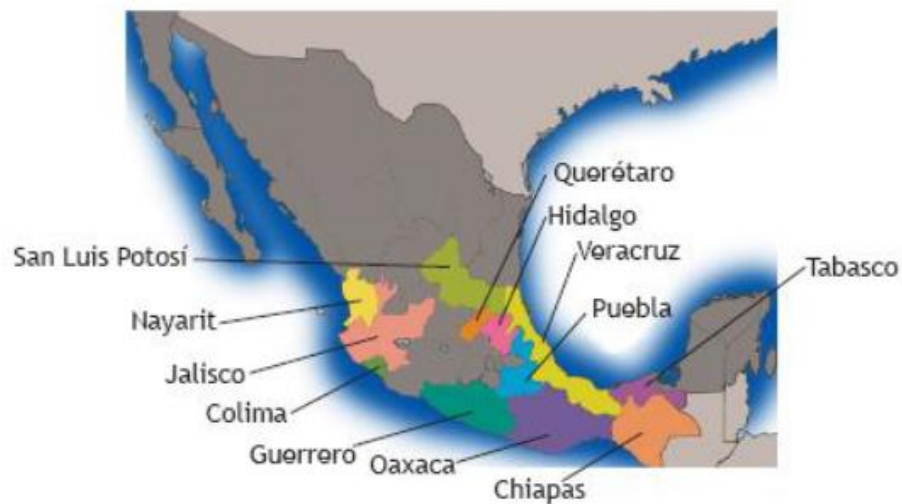 Querétaro
Hidalgo
San Luis Potosí
Veracruz
Tabasco
Nayarit
Puebla
Jalisco
Colima
Guerrero
Oaxaca
Chiapas